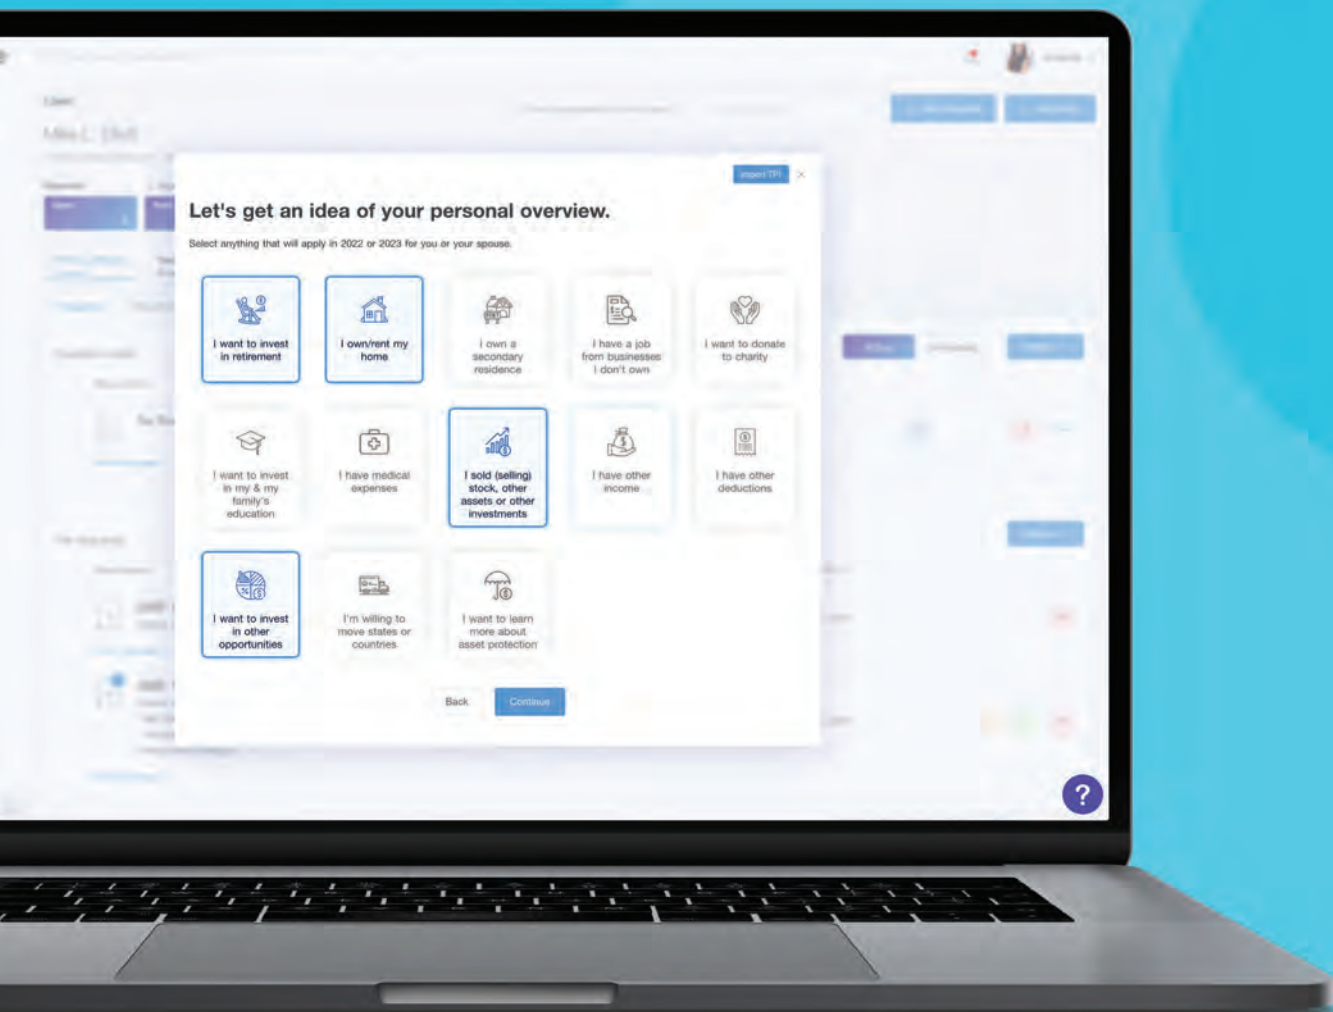 Import TPI
Let's get an idea of your personal overview.
Select anything that will apply in 2022 or 2023 for you or your spouse.
I want to invest
in retirement
I own/rent my
home
I own a
secondary
residence
I have a job
from businesses
I don't own
I want to donate
to charity
I want to invest
in my & my
family's
education
I have medical
expenses
I sold (selling)
stock, other
assets or other
investments
I have other
income
I have other
deductions
I want to invest
in other
opportunities
I'm willing to
move states or
countries
I want to learn
more about
asset protection
Back
Continue
?